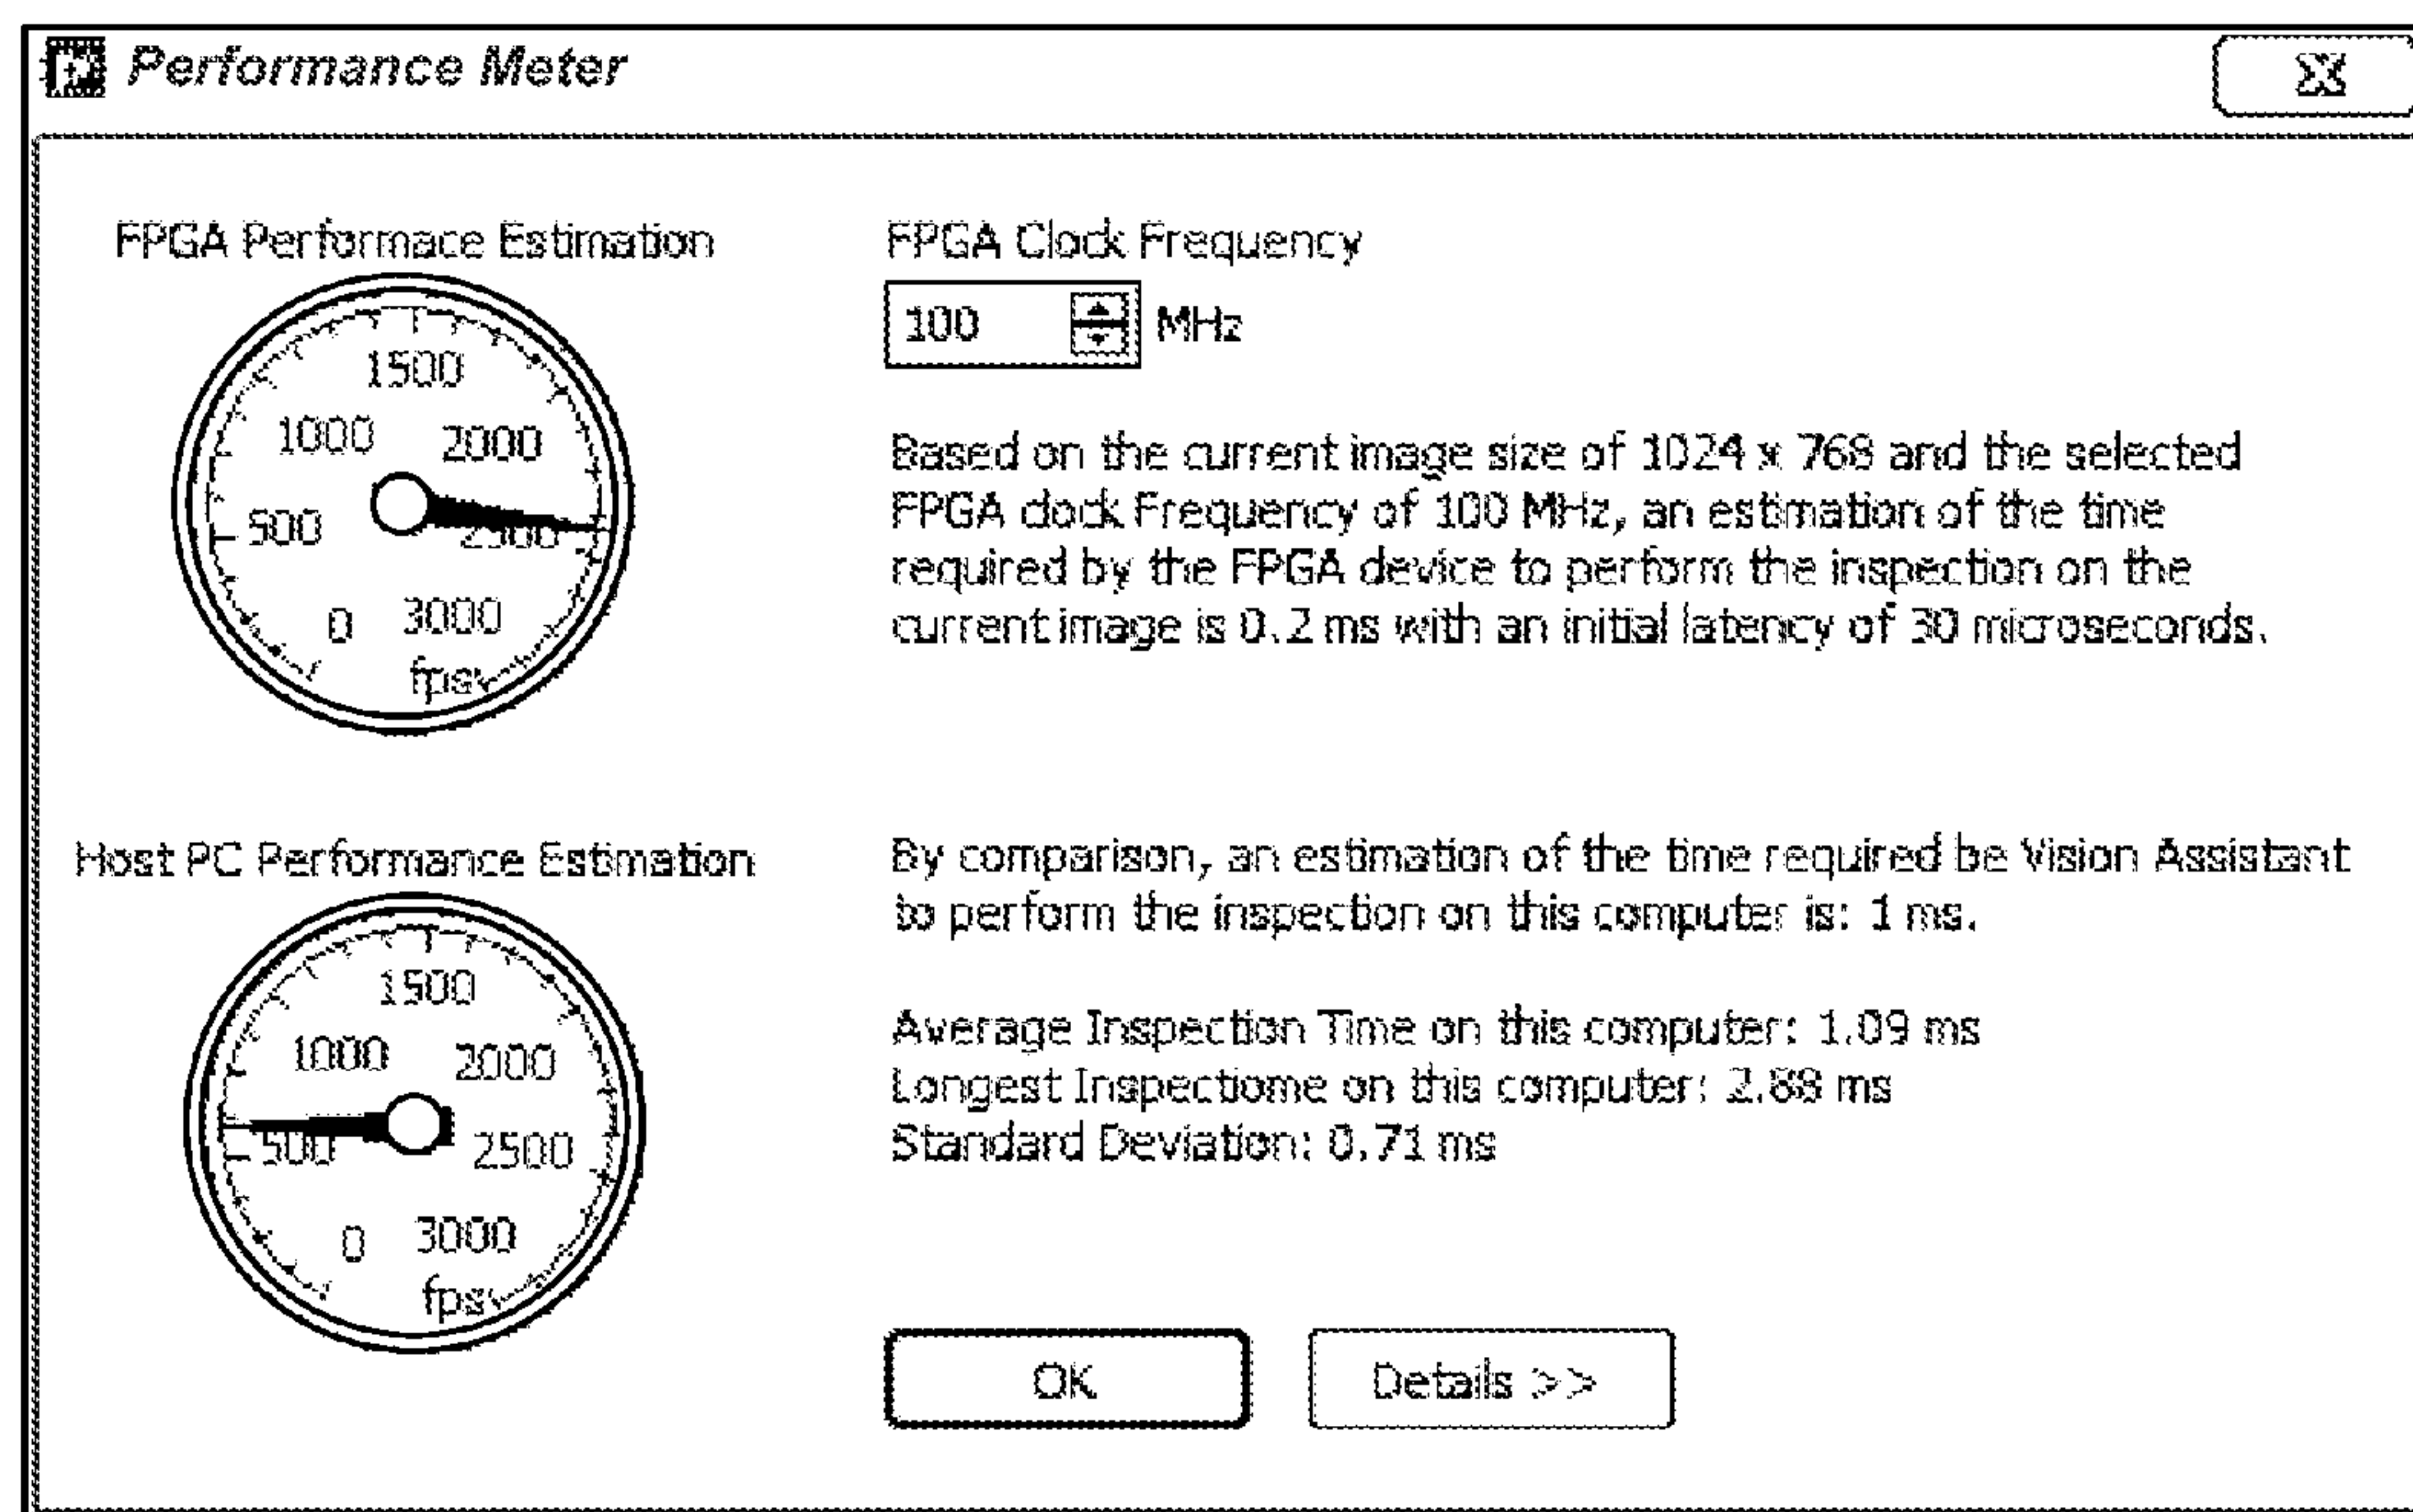 Performance Meter
FPGA Performace Estimation
1500
1000
2000
500
2500
0
3000
fps
FPGA Clock Frequency
100
MHz
Based on the current image size of 1024 x 768 and the selected
FPGA clock Frequency of 100 MHz, an estimation of the time
required by the FPGA device to perform the inspection on the
current image is 0.2 ms with an initial latency of 30 microseconds.
Host PC Performance Estimation
1500
1000
2000
500
2500
0
3000
fps
By comparison, an estimation of the time required be Vision Assistant
to perform the inspection on this computer is: 1 ms.
Average Inspection Time on this computer: 1.09 ms
Longest Inspectiome on this computer: 2.88 ms
Standard Deviation: 0.71 ms
OK
Details >>